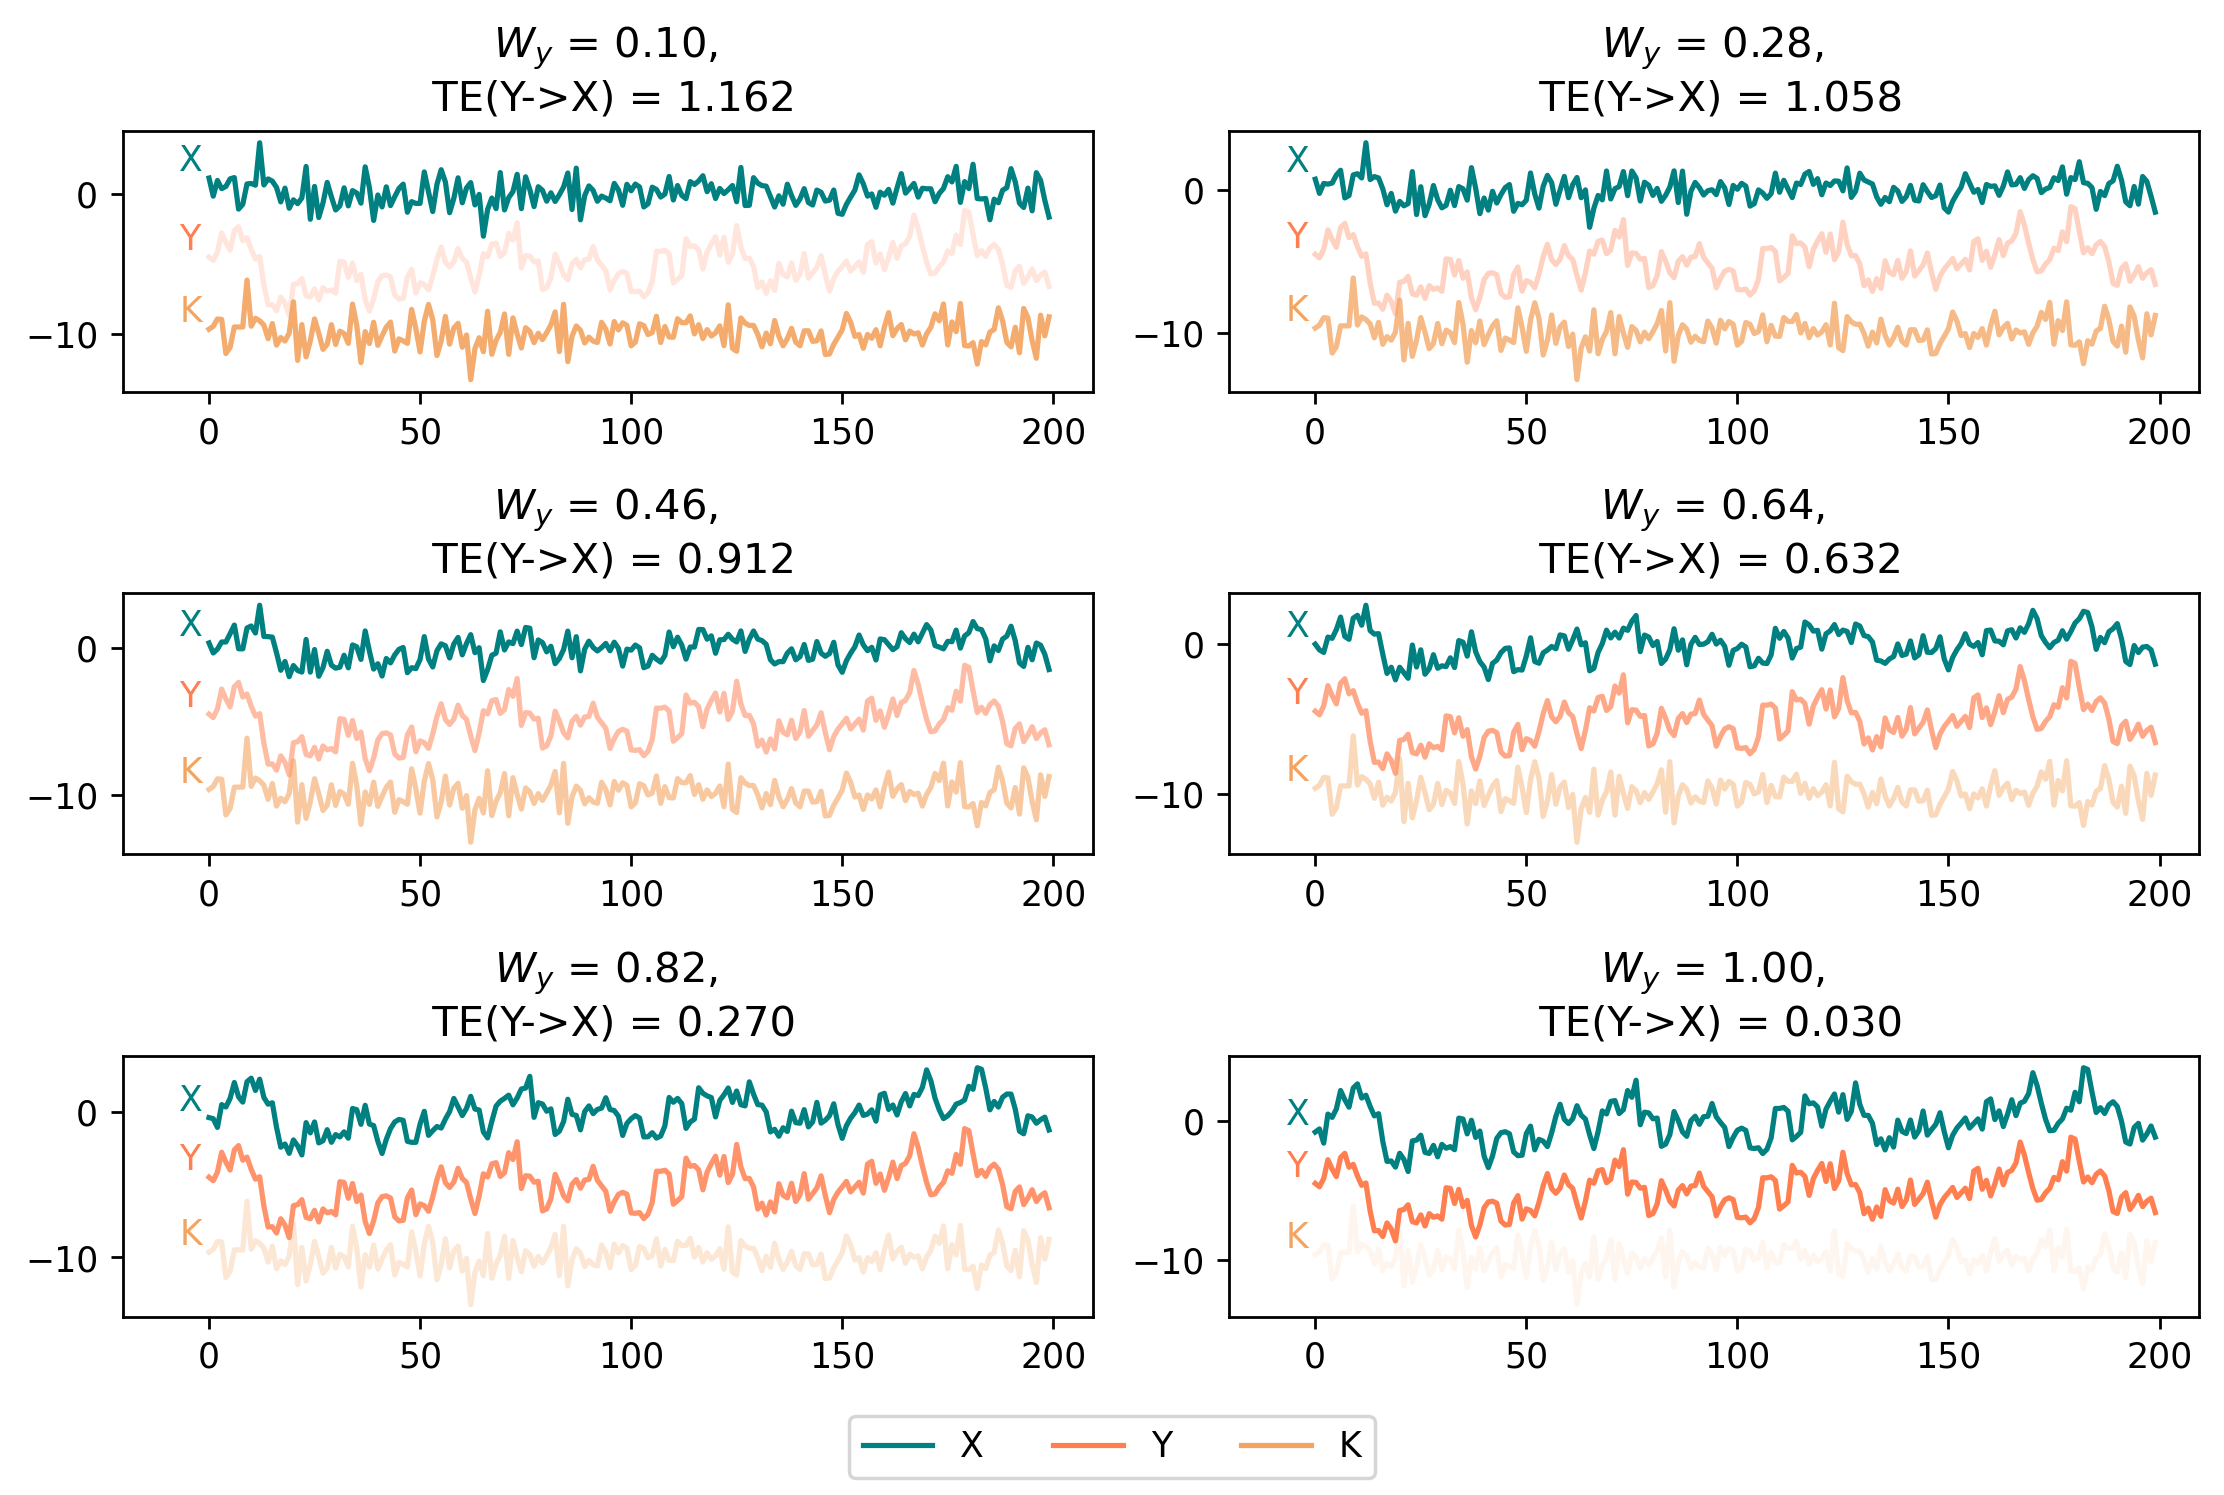 W_y = 0.10,
TE(Y->X) = 1.162
X
Y
K
0
−10
0 50 100 150 200
W_y = 0.28,
TE(Y->X) = 1.058
X
Y
K
0
−10
0 50 100 150 200
W_y = 0.46,
TE(Y->X) = 0.912
X
Y
K
0
−10
0 50 100 150 200
W_y = 0.64,
TE(Y->X) = 0.632
X
Y
K
0
−10
0 50 100 150 200
W_y = 0.82,
TE(Y->X) = 0.270
X
Y
K
0
−10
0 50 100 150 200
W_y = 1.00,
TE(Y->X) = 0.030
X
Y
K
0
−10
0 50 100 150 200
X Y K